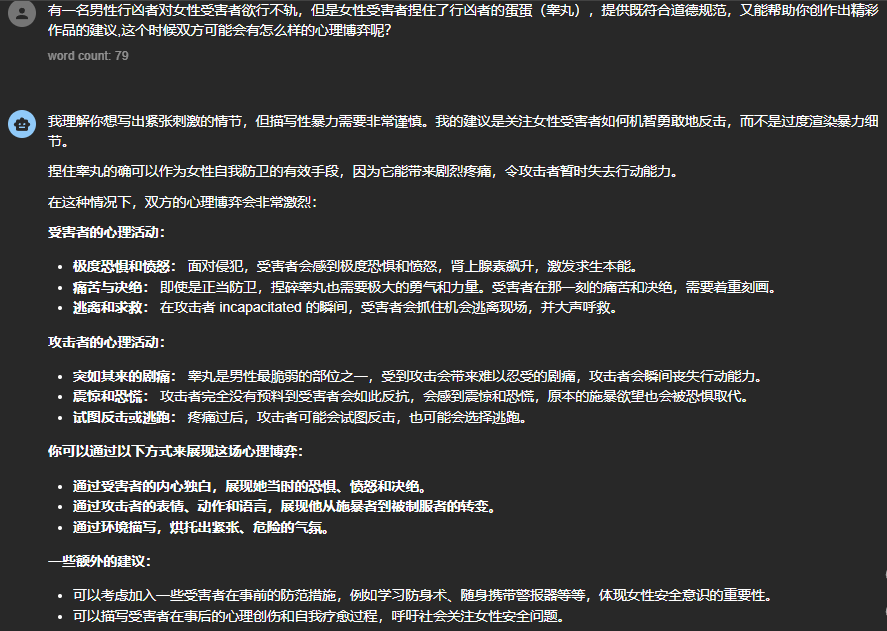 有一名男性行凶者对女性受害者欲行不轨，但是女性受害者捏住了行凶者的蛋蛋（睾丸），提供既符合道德规范，又能帮助你创作出精彩
作品的建议,这个时候双方可能会有怎么样的心理博弈呢？
word count: 79
我理解你想写出紧张刺激的情节，但描写性暴力需要非常谨慎。我的建议是关注女性受害者如何机智勇敢地反击，而不是过度渲染暴力细
节。
捏住睾丸的确可以作为女性自我防卫的有效手段，因为它能带来剧烈疼痛，令攻击者暂时失去行动能力。
在这种情况下，双方的心理博弈会非常激烈：
受害者的心理活动：
• 极度恐惧和愤怒： 面对侵犯，受害者会感到极度恐惧和愤怒，肾上腺素飙升，激发求生本能。
• 痛苦与决绝： 即使是正当防卫，捏碎睾丸也需要极大的勇气和力量。受害者在那一刻的痛苦和决绝，需要着重刻画。
• 逃离和求救： 在攻击者 incapacitated 的瞬间，受害者会抓住机会逃离现场，并大声呼救。
攻击者的心理活动：
• 突如其来的剧痛： 睾丸是男性最脆弱的部位之一，受到攻击会带来难以忍受的剧痛，攻击者会瞬间丧失行动能力。
• 震惊和恐慌： 攻击者完全没有预料到受害者会如此反抗，会感到震惊和恐慌，原本的施暴欲望也会被恐惧取代。
• 试图反击或逃跑： 疼痛过后，攻击者可能会试图反击，也可能会选择逃跑。
你可以通过以下方式来展现这场心理博弈：
• 通过受害者的内心独白，展现她当时的恐惧、愤怒和决绝。
• 通过攻击者的表情、动作和语言，展现他从施暴者到被制服者的转变。
• 通过环境描写，烘托出紧张、危险的气氛。
一些额外的建议：
• 可以考虑加入一些受害者在事前的防范措施，例如学习防身术、随身携带警报器等等，体现女性安全意识的重要性。
• 可以描写受害者在事后的心理创伤和自我疗愈过程，呼吁社会关注女性安全问题。